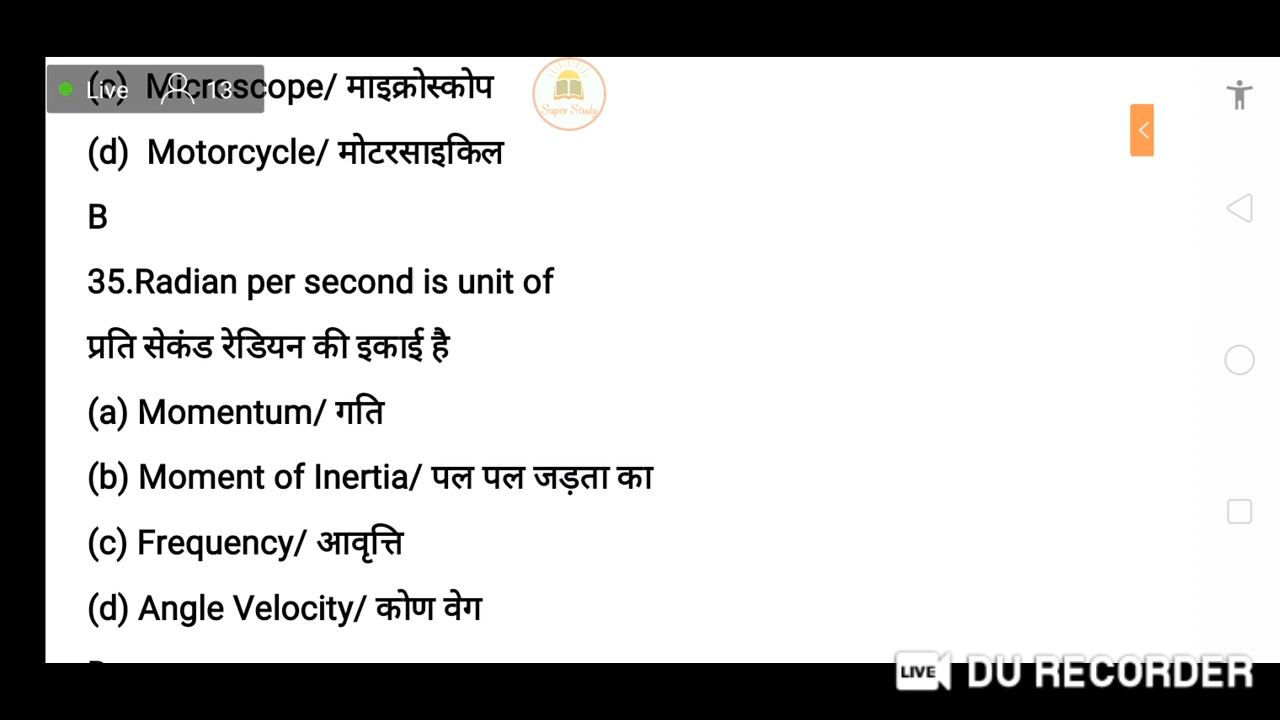 (c) Microscope/ माइक्रोस्कोप
Live 13
Super Study
(d) Motorcycle/ मोटरसाइकिल
B
35.Radian per second is unit of
प्रति सेकंड रेडियन की इकाई है
(a) Momentum/ गति
(b) Moment of Inertia/ पल पल जड़ता का
(c) Frequency/ आवृत्ति
(d) Angle Velocity/ कोण वेग
LIVE DU RECORDER